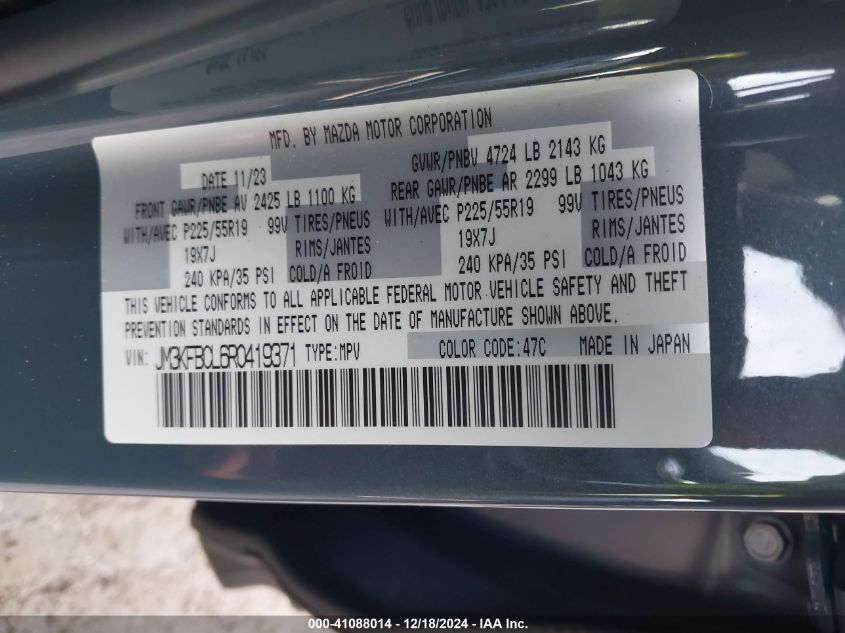 MFD. BY MAZDA MOTOR CORPORATION
DATE 11/23 GVWR/PNBV 4724 LB 2143 KG
FRONT GAWR/PNBE AV 2425 LB 1100 KG REAR GAWR/PNBE AR 2299 LB 1043 KG
WITH/AVEC P225/55R19 99V TIRES/PNEUS WITH/AVEC P225/55R19 99V TIRES/PNEUS
19X7J RIMS/JANTES 19X7J RIMS/JANTES
240 KPA/35 PSI COLD/A FROID 240 KPA/35 PSI COLD/A FROID
THIS VEHICLE CONFORMS TO ALL APPLICABLE FEDERAL MOTOR VEHICLE SAFETY AND THEFT
PREVENTION STANDARDS IN EFFECT ON THE DATE OF MANUFACTURE SHOWN ABOVE.
VIN: JM3KFBCL6R0419371 TYPE:MPV COLOR CODE:47C MADE IN JAPAN
000-41088014 - 12/18/2024 - IAA Inc.